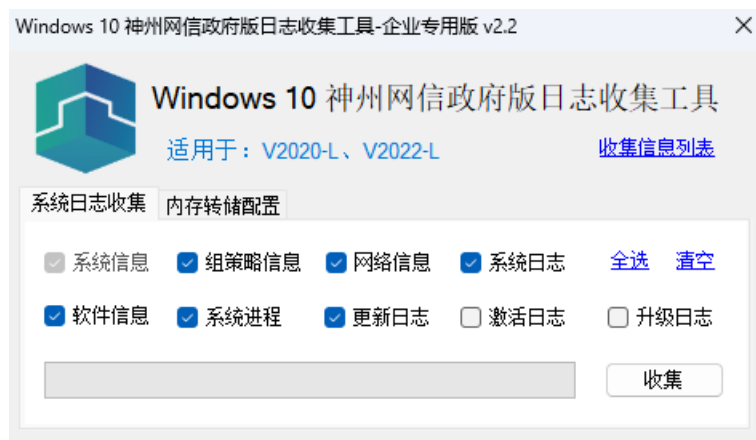 Windows 10 神州网信政府版日志收集工具-企业专用版 v2.2
Windows 10 神州网信政府版日志收集工具
适用于：V2020-L、V2022-L
收集信息列表
系统日志收集 内存转储配置
系统信息 组策略信息 网络信息 系统日志 全选 清空
软件信息 系统进程 更新日志 激活日志 升级日志
收集